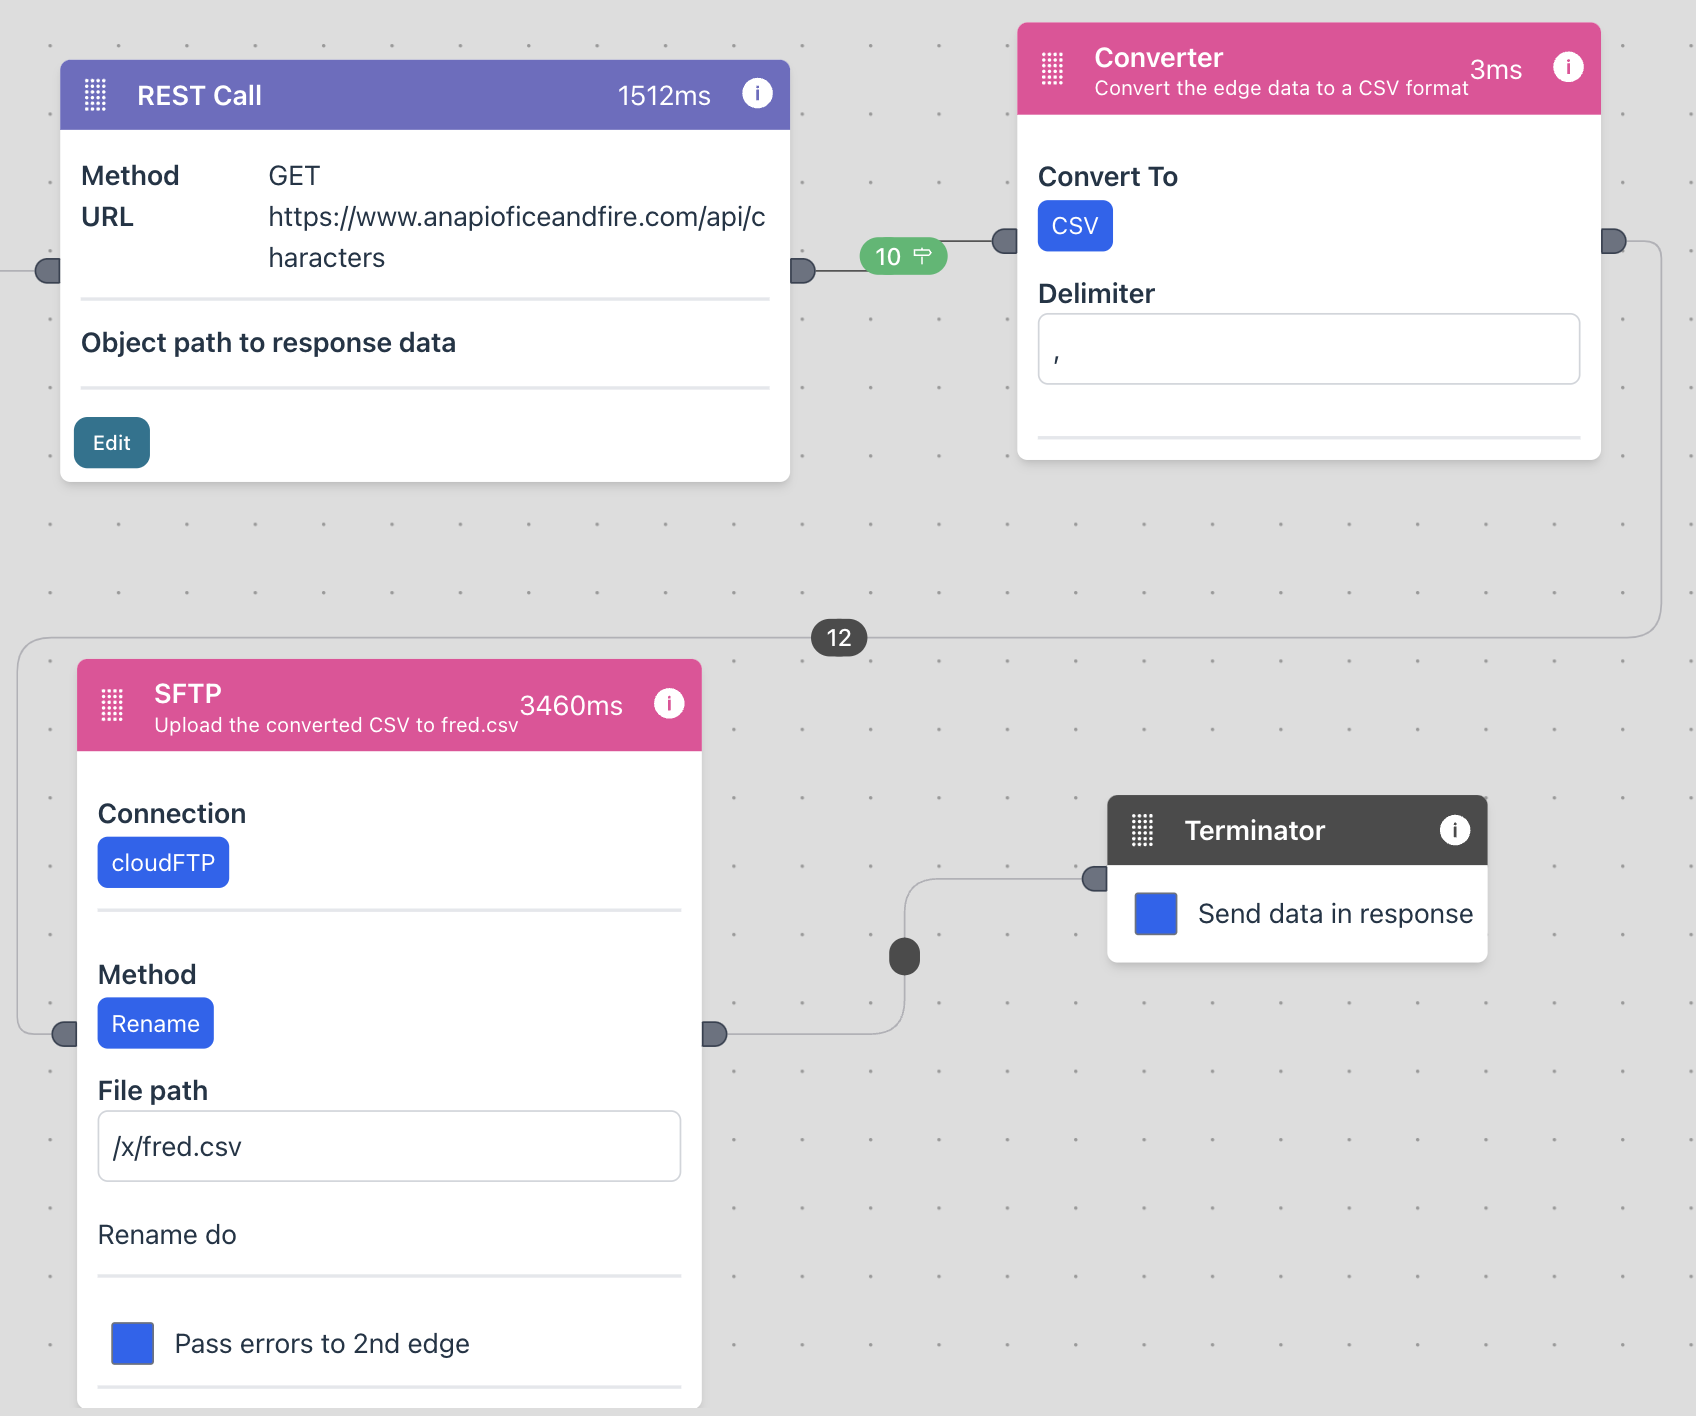 REST Call 1512ms i
Method GET
URL https://www.anapioficeandfire.com/api/c
haracters
Object path to response data
Edit
10
Converter 3ms i
Convert the edge data to a CSV format
Convert To
CSV
Delimiter
,
12
SFTP 3460ms i
Upload the converted CSV to fred.csv
Connection
cloudFTP
Method
Rename
File path
/x/fred.csv
Rename do
Pass errors to 2nd edge
Terminator i
Send data in response